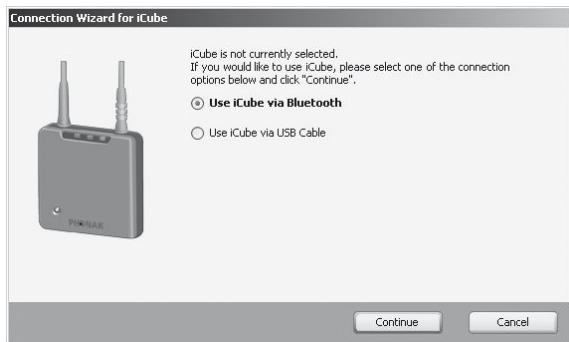 Connection Wizard for iCube
iCube is not currently selected.
If you would like to use iCube, please select one of the connection
options below and click "Continue".
Use iCube via Bluetooth
Use iCube via USB Cable
PHONAK
Continue
Cancel